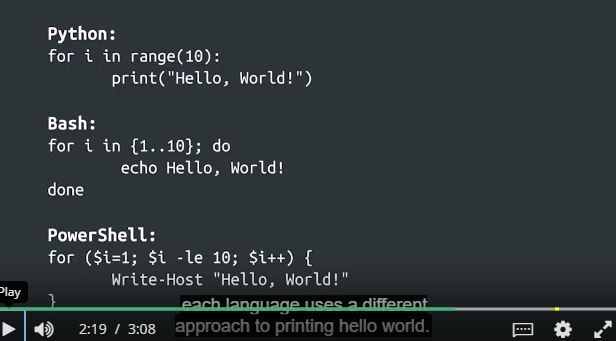 Python:
for i in range(10):
print("Hello, World!")
Bash:
for i in {1..10}; do
echo Hello, World!
done
PowerShell:
for ($i=1; $i -le 10; $i++) {
Write-Host "Hello, World!"
}
each language uses a different
approach to printing hello world.
Play
2:19 / 3:08